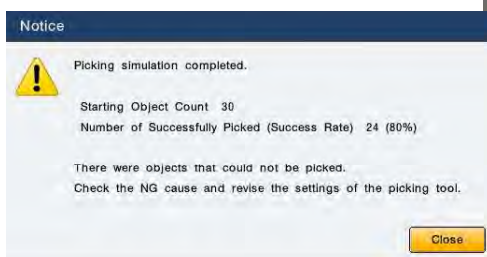 Notice
Picking simulation completed.
Starting Object Count 30
Number of Successfully Picked (Success Rate) 24 (80%)
There were objects that could not be picked.
Check the NG cause and revise the settings of the picking tool.
Close